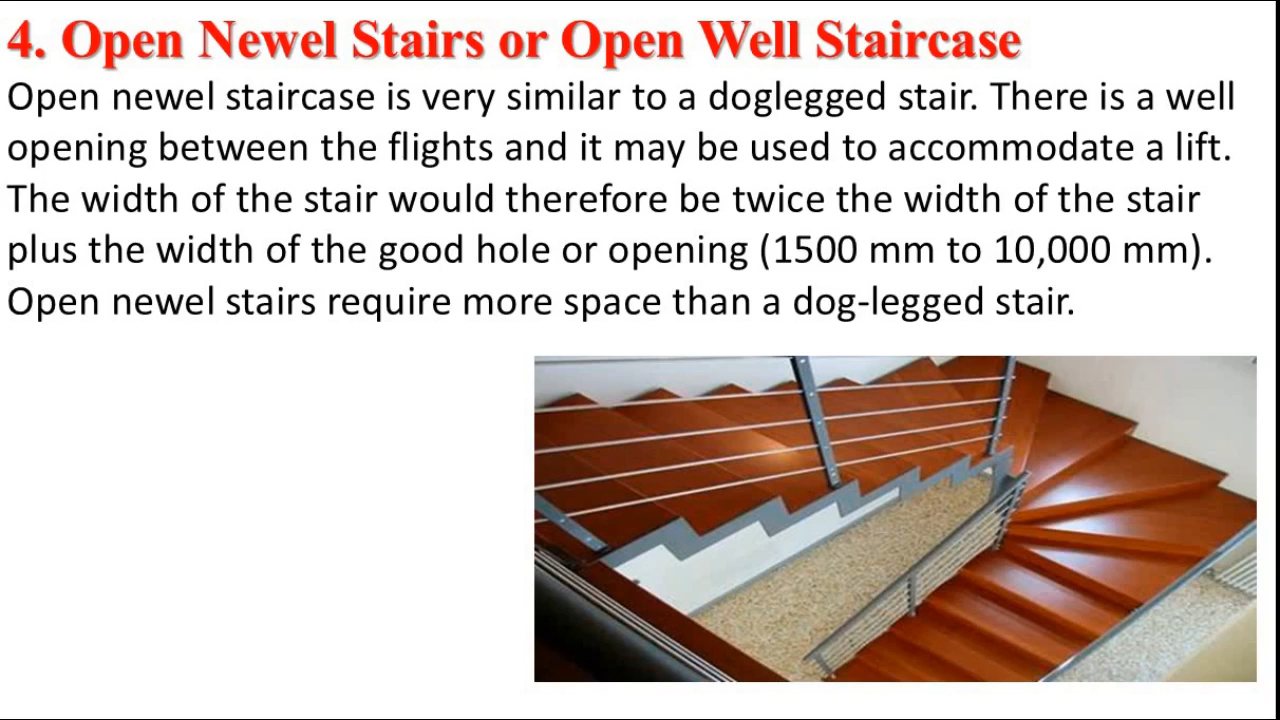 4. Open Newel Stairs or Open Well Staircase
Open newel staircase is very similar to a doglegged stair. There is a well
opening between the flights and it may be used to accommodate a lift.
The width of the stair would therefore be twice the width of the stair
plus the width of the good hole or opening (1500 mm to 10,000 mm).
Open newel stairs require more space than a dog-legged stair.